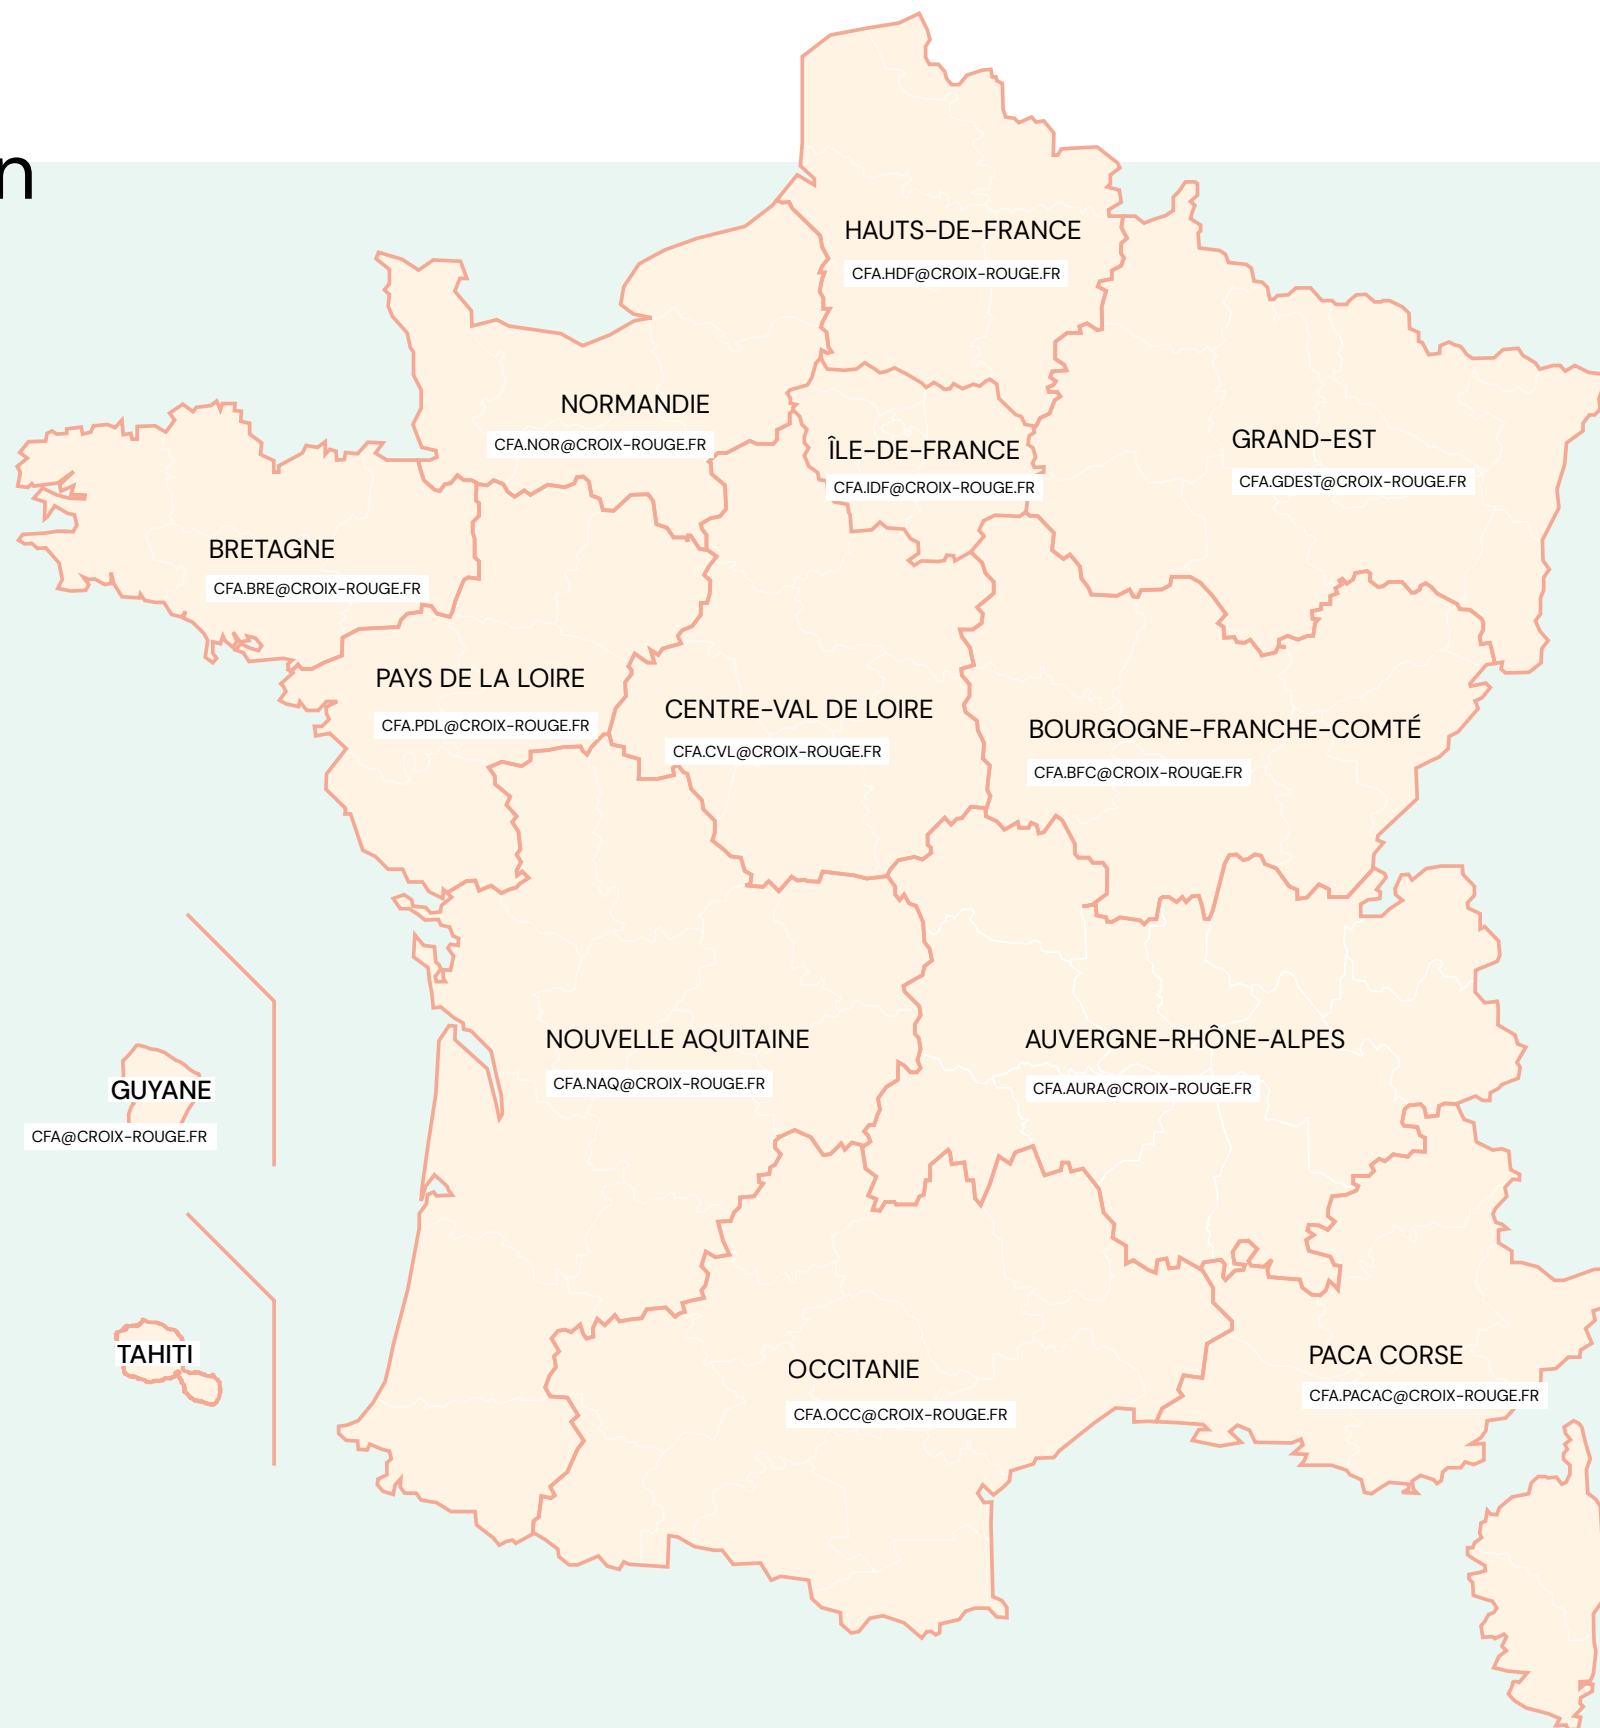 n
HAUTS-DE-FRANCE
CFA.HDF@CROIX-ROUGE.FR
NORMANDIE
CFA.NOR@CROIX-ROUGE.FR
ÎLE-DE-FRANCE
CFA.IDF@CROIX-ROUGE.FR
GRAND-EST
CFA.GDEST@CROIX-ROUGE.FR
BRETAGNE
CFA.BRE@CROIX-ROUGE.FR
PAYS DE LA LOIRE
CFA.PDL@CROIX-ROUGE.FR
CENTRE-VAL DE LOIRE
CFA.CVL@CROIX-ROUGE.FR
BOURGOGNE-FRANCHE-COMTÉ
CFA.BFC@CROIX-ROUGE.FR
NOUVELLE AQUITAINE
CFA.NAQ@CROIX-ROUGE.FR
AUVERGNE-RHÔNE-ALPES
CFA.AURA@CROIX-ROUGE.FR
GUYANE
CFA@CROIX-ROUGE.FR
TAHITI
OCCITANIE
CFA.OCC@CROIX-ROUGE.FR
PACA CORSE
CFA.PACAC@CROIX-ROUGE.FR